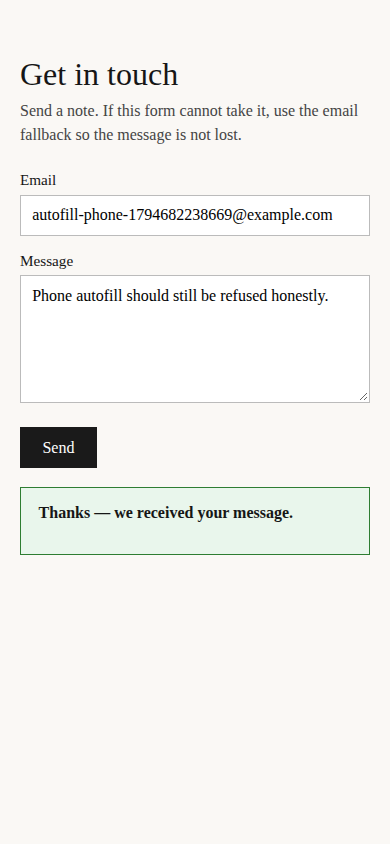 Get in touch
Send a note. If this form cannot take it, use the email
fallback so the message is not lost.
Email
autofill-phone-1794682238669@example.com
Message
Phone autofill should still be refused honestly.
Send
Thanks — we received your message.